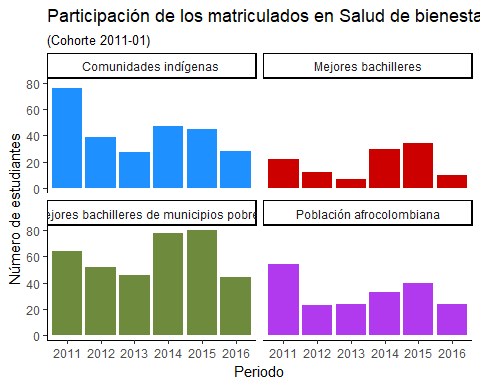 Participación de los matriculados en Salud de bienesta
(Cohorte 2011-01)
Comunidades indígenas
Mejores bachilleres
80
60
40
20
0
ejores bachilleres de municipios pobre
Población afrocolombiana
80
60
40
20
0
Número de estudiantes
2011 2012 2013 2014 2015 2016
2011 2012 2013 2014 2015 2016
Periodo